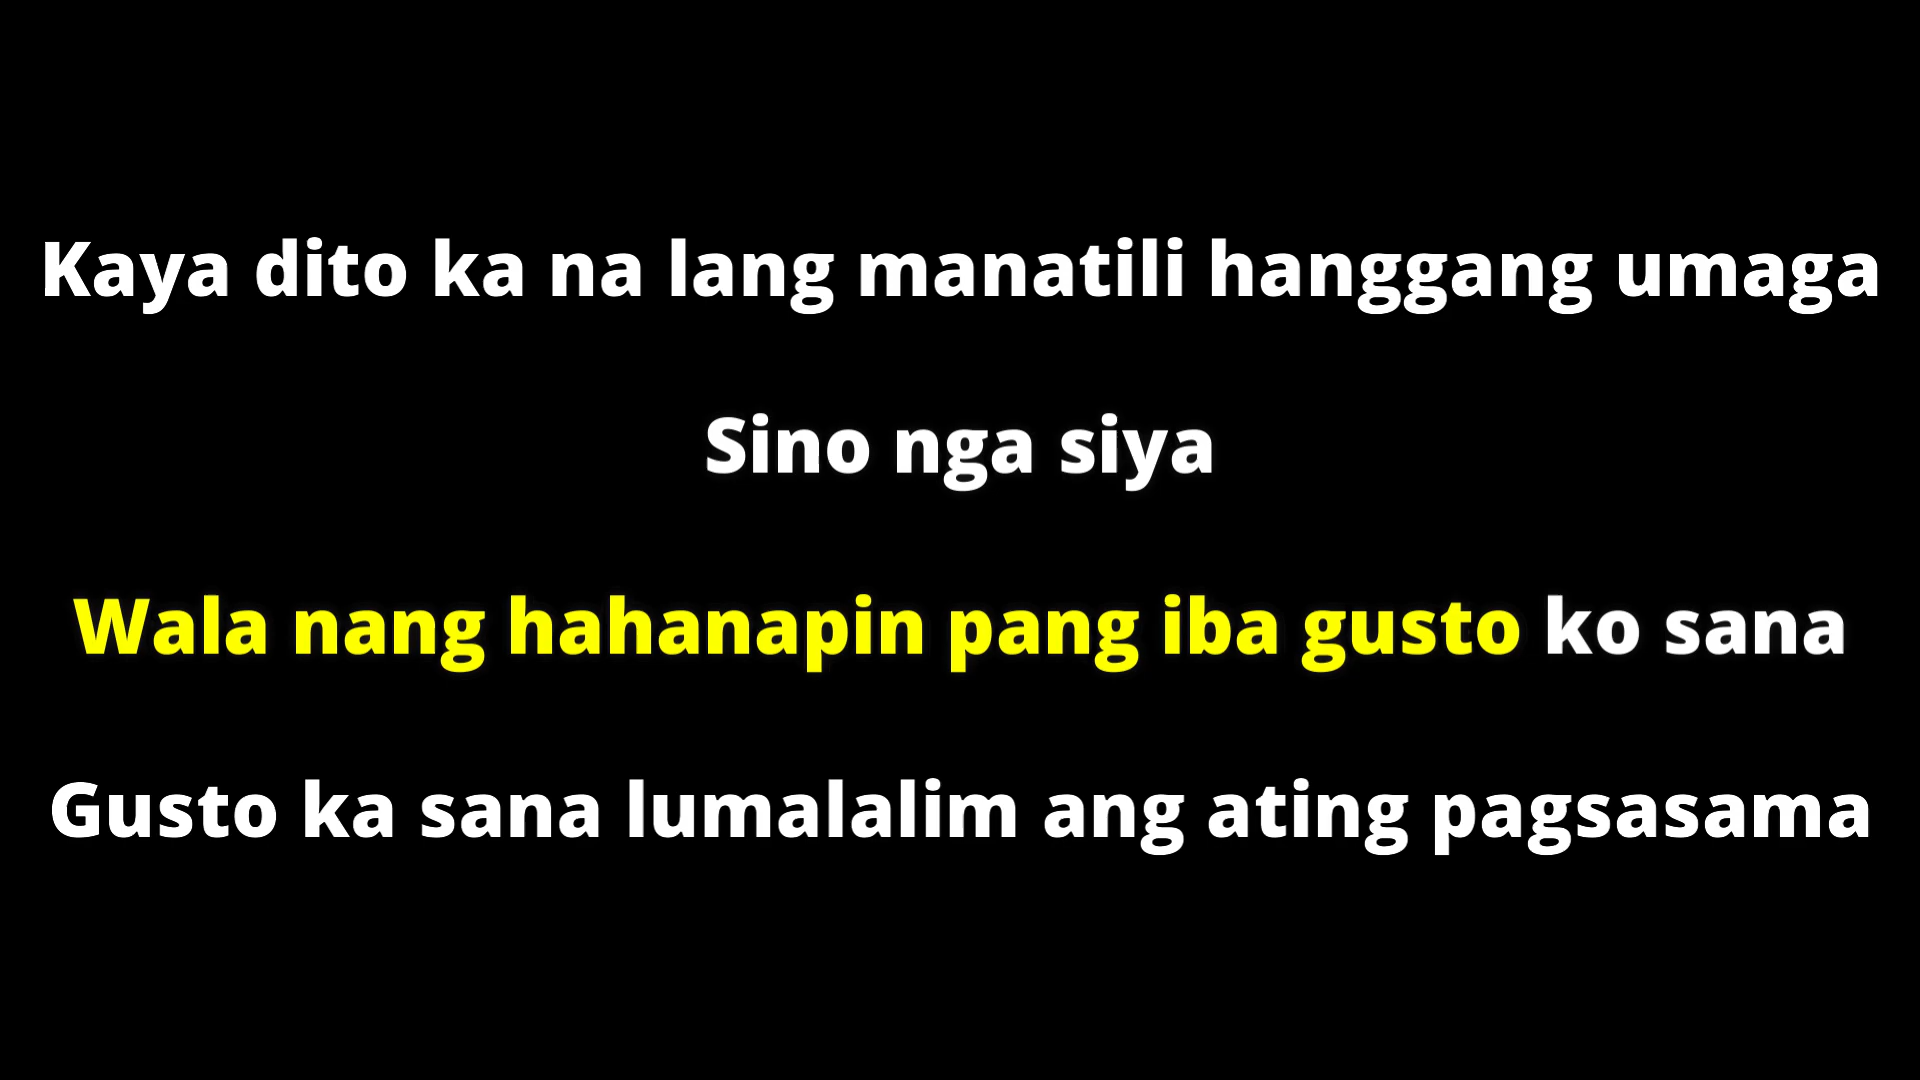 Kaya dito ka na lang manatili hanggang umaga
Sino nga siya
Wala nang hahanapin pang iba gusto ko sana
Gusto ka sana lumalalim ang ating pagsasama